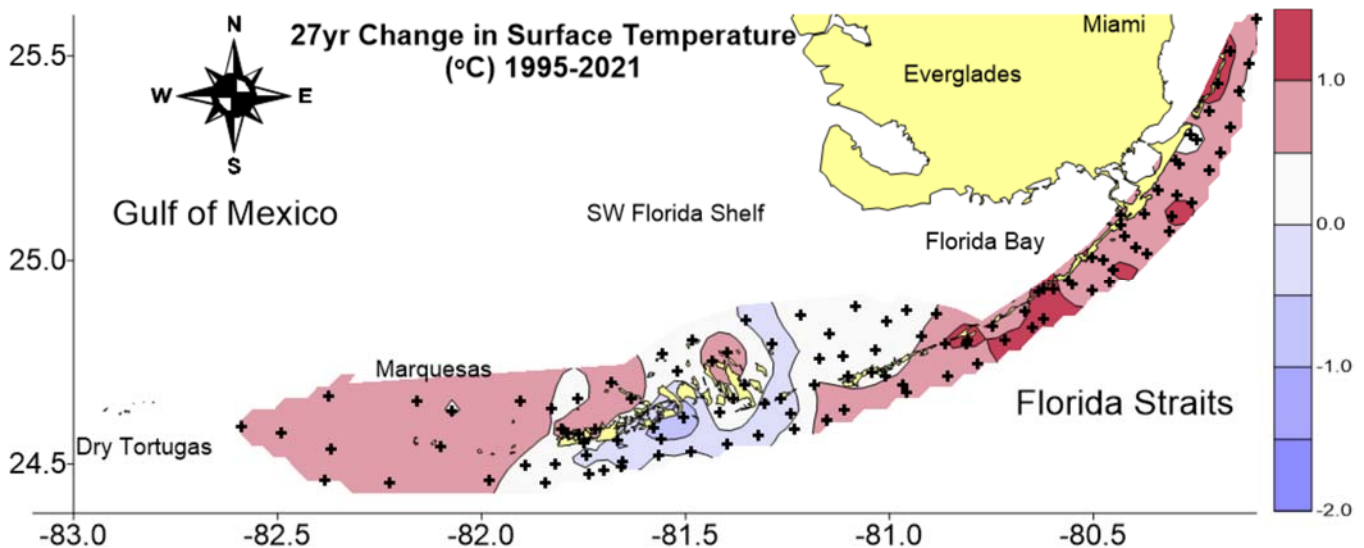 27yr Change in Surface Temperature
(°C) 1995-2021
N
W E
S
Miami
Everglades
Gulf of Mexico
SW Florida Shelf
Florida Bay
Marquesas
Dry Tortugas
Florida Straits
25.5
25.0
24.5
-83.0 -82.5 -82.0 -81.5 -81.0 -80.5
1.0
0.0
-1.0
-2.0